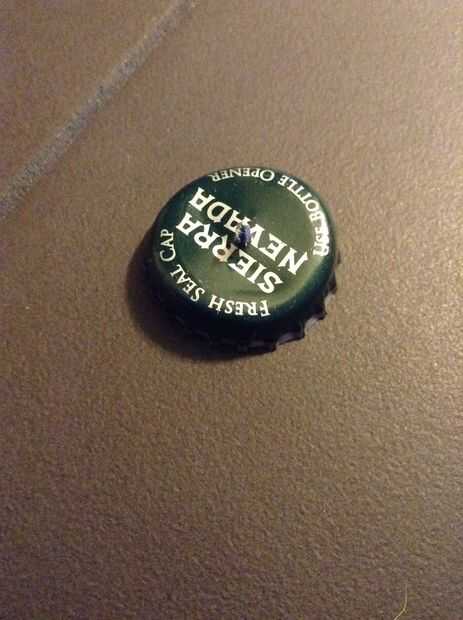 FRESH SEAL CAP
SIERRA
NEVADA
USE BOTTLE OPENER